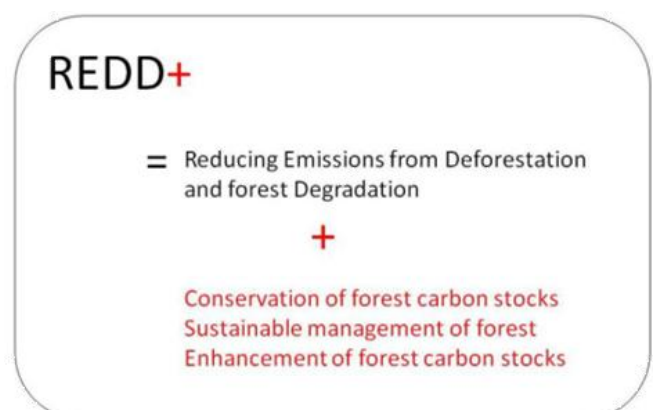 REDD+
= Reducing Emissions from Deforestation
and forest Degradation
+
Conservation of forest carbon stocks
Sustainable management of forest
Enhancement of forest carbon stocks